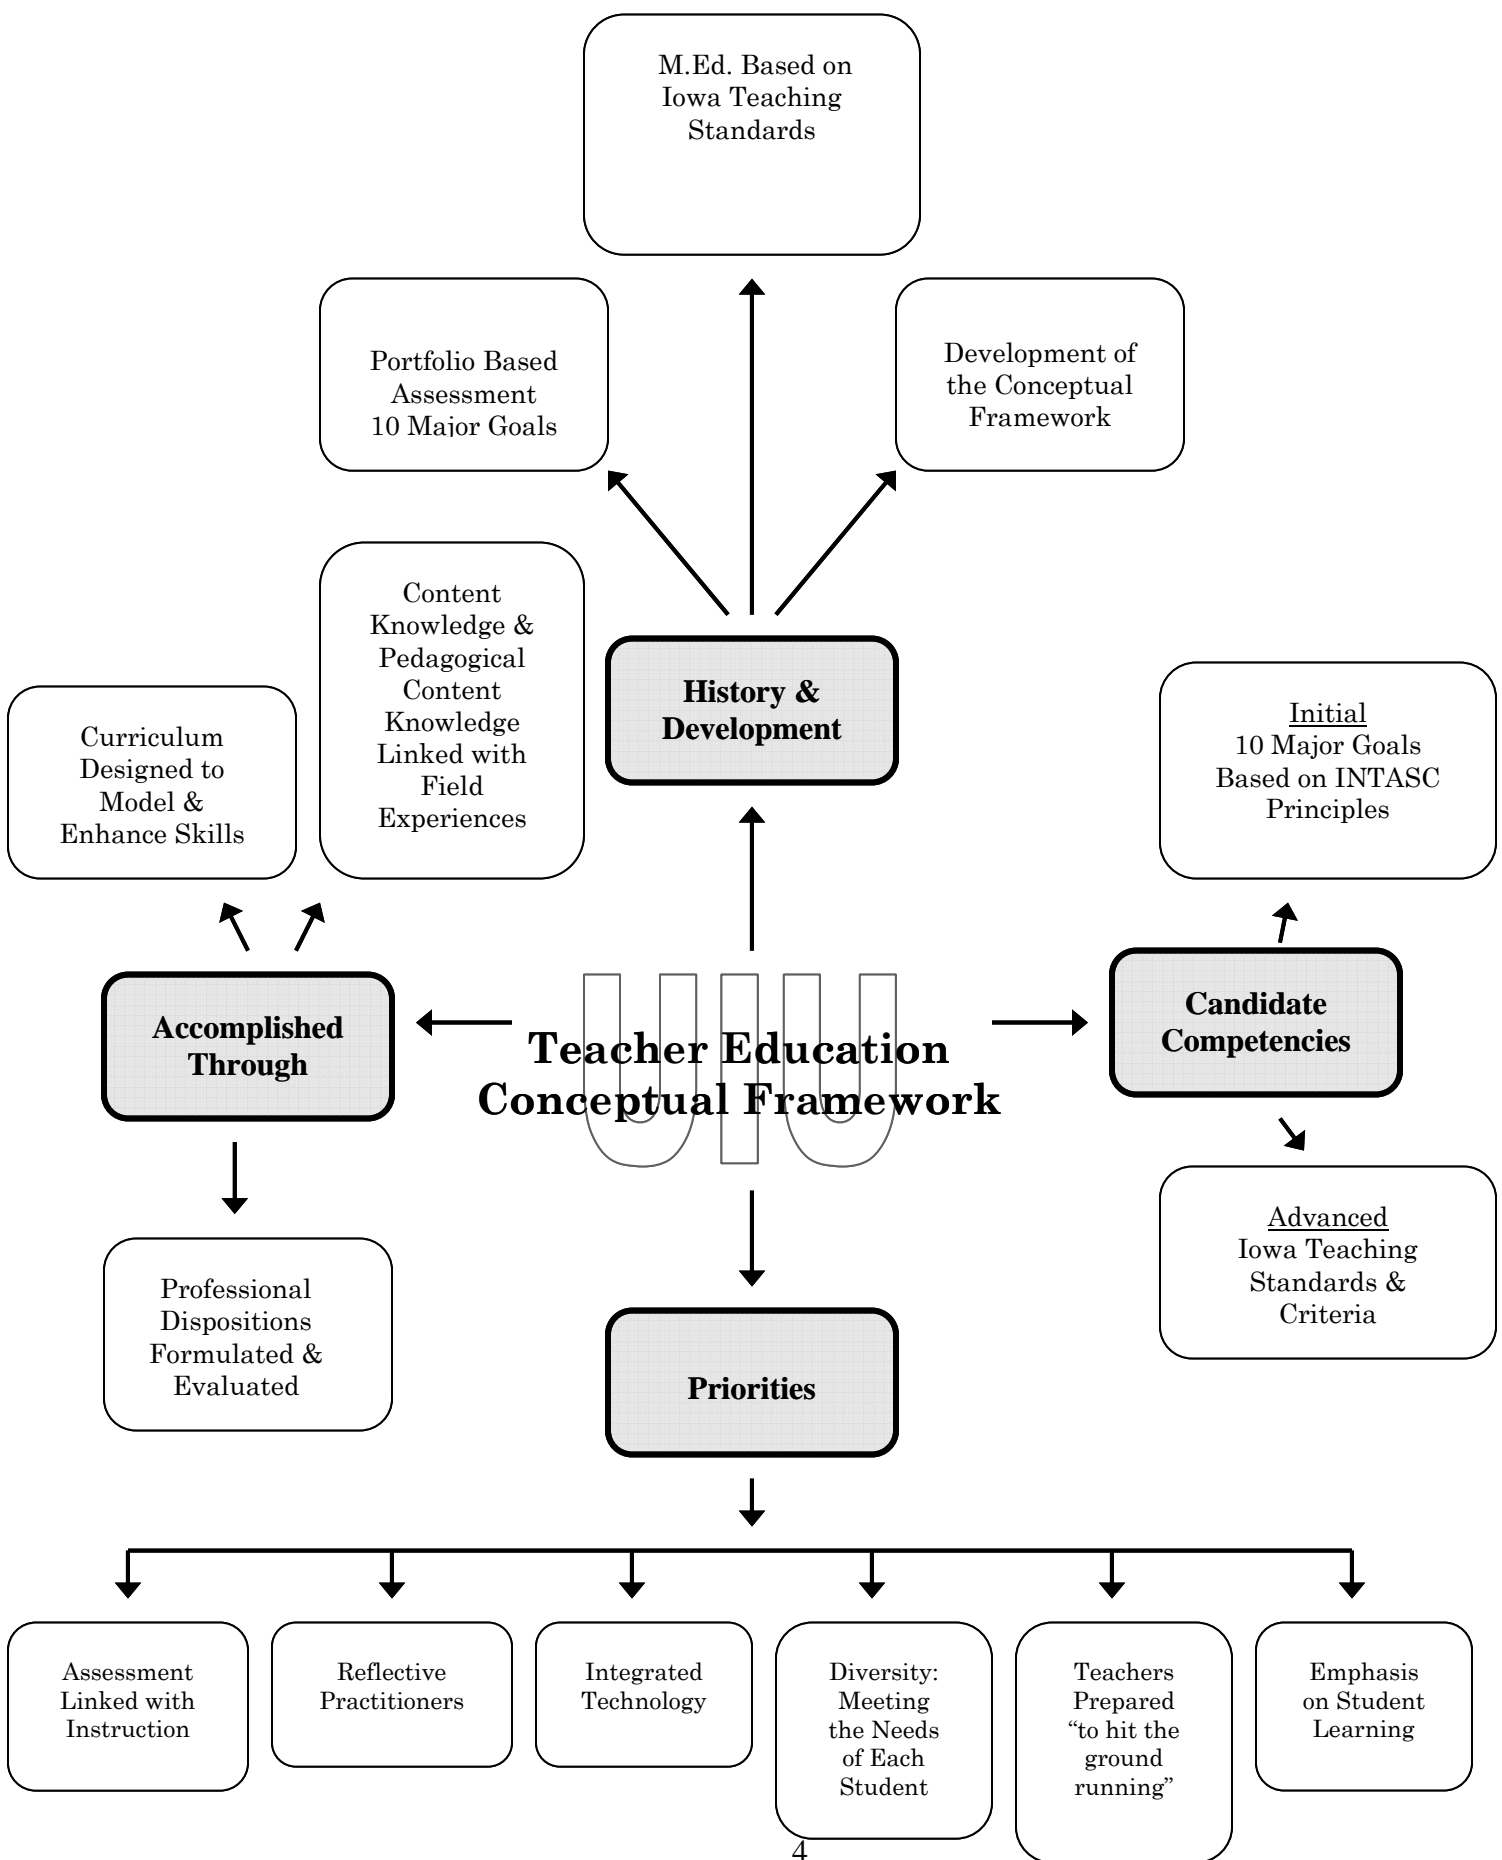 M.Ed. Based on
Iowa Teaching
Standards
Portfolio Based
Assessment
10 Major Goals
Development of
the Conceptual
Framework
Content
Knowledge &
Pedagogical
Content
Knowledge
Linked with
Field
Experiences
History &
Development
Curriculum
Designed to
Model &
Enhance Skills
Initial
10 Major Goals
Based on INTASC
Principles
Accomplished
Through
UIU
Teacher Education
Conceptual Framework
Candidate
Competencies
Professional
Dispositions
Formulated &
Evaluated
Advanced
Iowa Teaching
Standards &
Criteria
Priorities
Assessment
Linked with
Instruction
Reflective
Practitioners
Integrated
Technology
Diversity:
Meeting
the Needs
of Each
Student
Teachers
Prepared
“to hit the
ground
running”
Emphasis
on Student
Learning
4